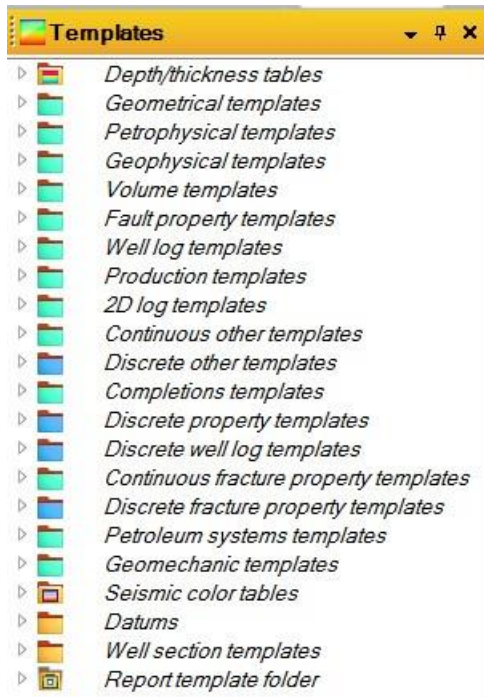 Templates
Depth/thickness tables
Geometrical templates
Petrophysical templates
Geophysical templates
Volume templates
Fault property templates
Well log templates
Production templates
2D log templates
Continuous other templates
Discrete other templates
Completions templates
Discrete property templates
Discrete well log templates
Continuous fracture property templates
Discrete fracture property templates
Petroleum systems templates
Geomechanic templates
Seismic color tables
Datums
Well section templates
Report template folder